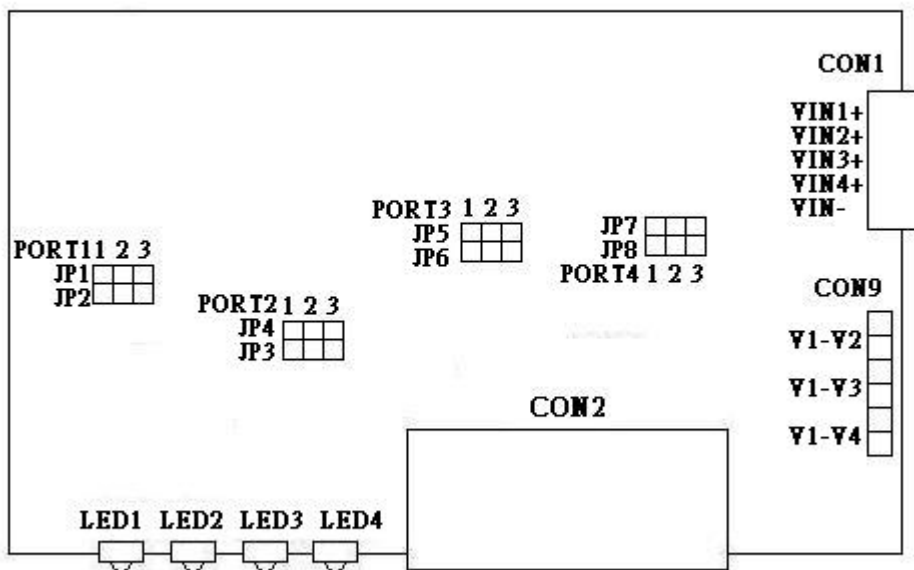 CON1
VIN1+
VIN2+
VIN3+
VIN4+
VIN-
PORT3 1 2 3
JP5
JP6
JP7
JP8
PORT4 1 2 3
PORT11 2 3
JP1
JP2
PORT2 1 2 3
JP4
JP3
CON9
V1-V2
V1-V3
V1-V4
CON2
LED1 LED2 LED3 LED4